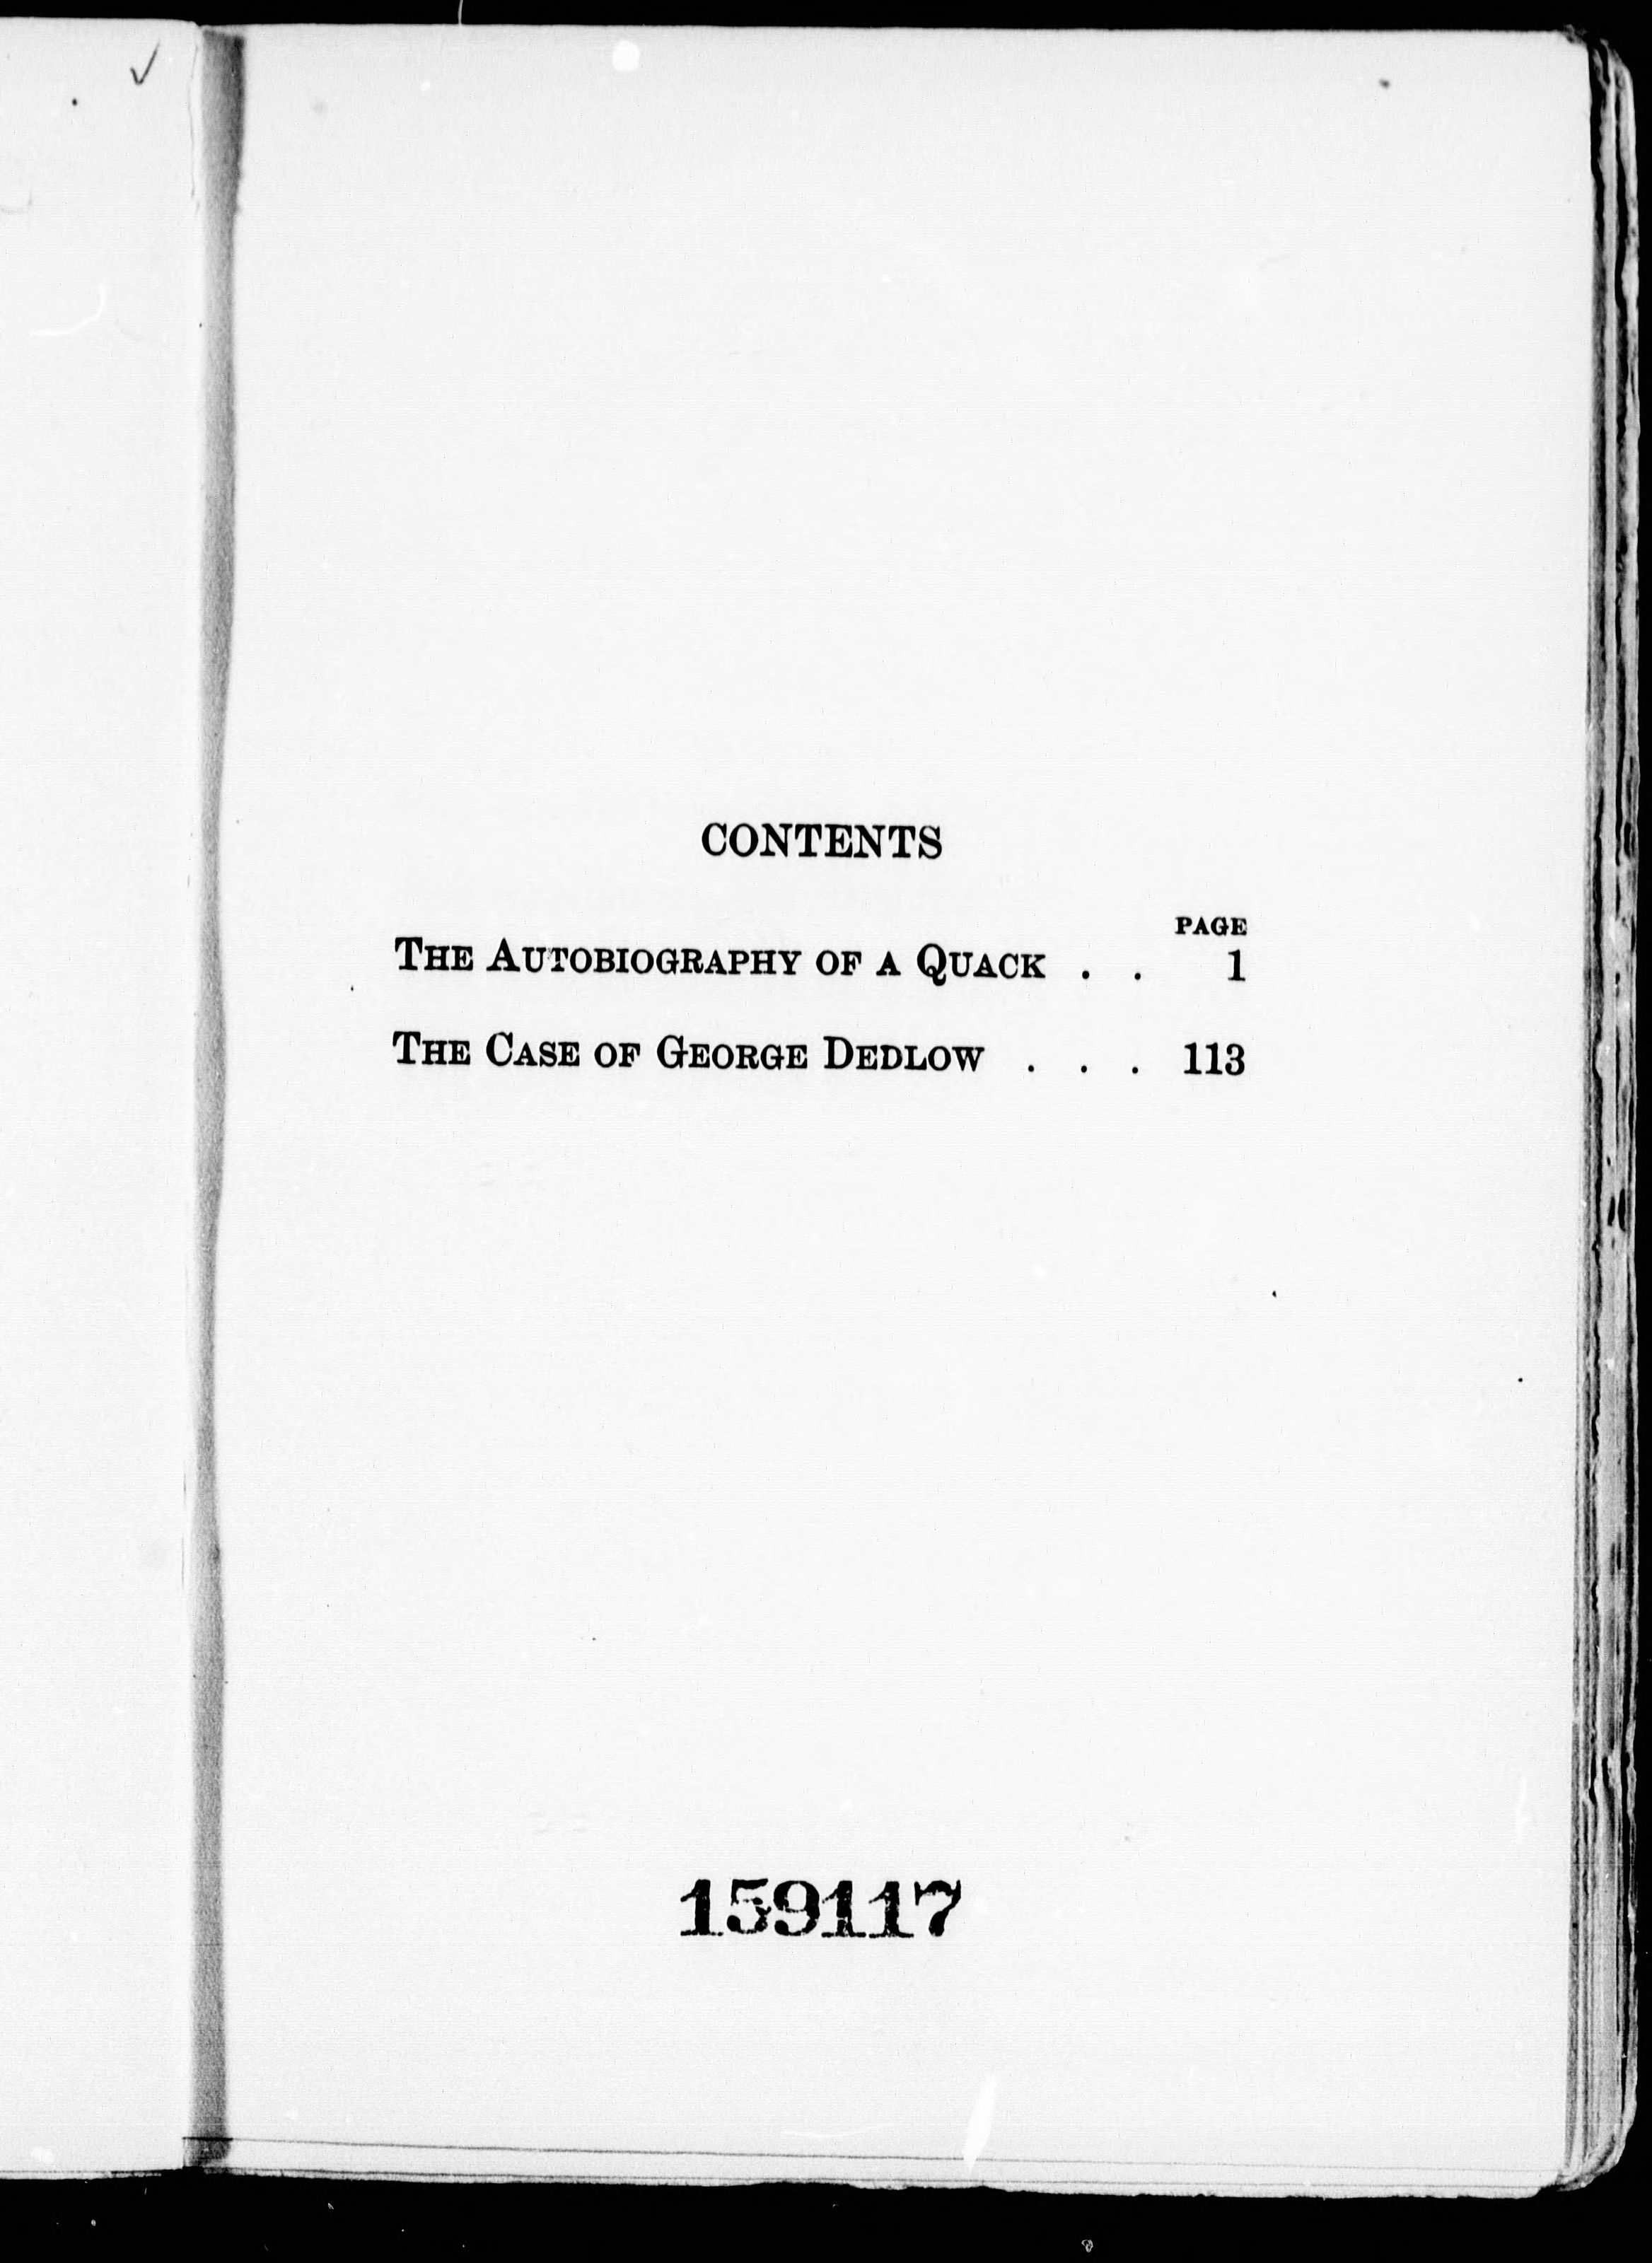 CONTENTS
PAGE
THE AUTOBIOGRAPHY OF A QUACK . . 1
THE CASE OF GEORGE DEDLOW . . . 113
159117